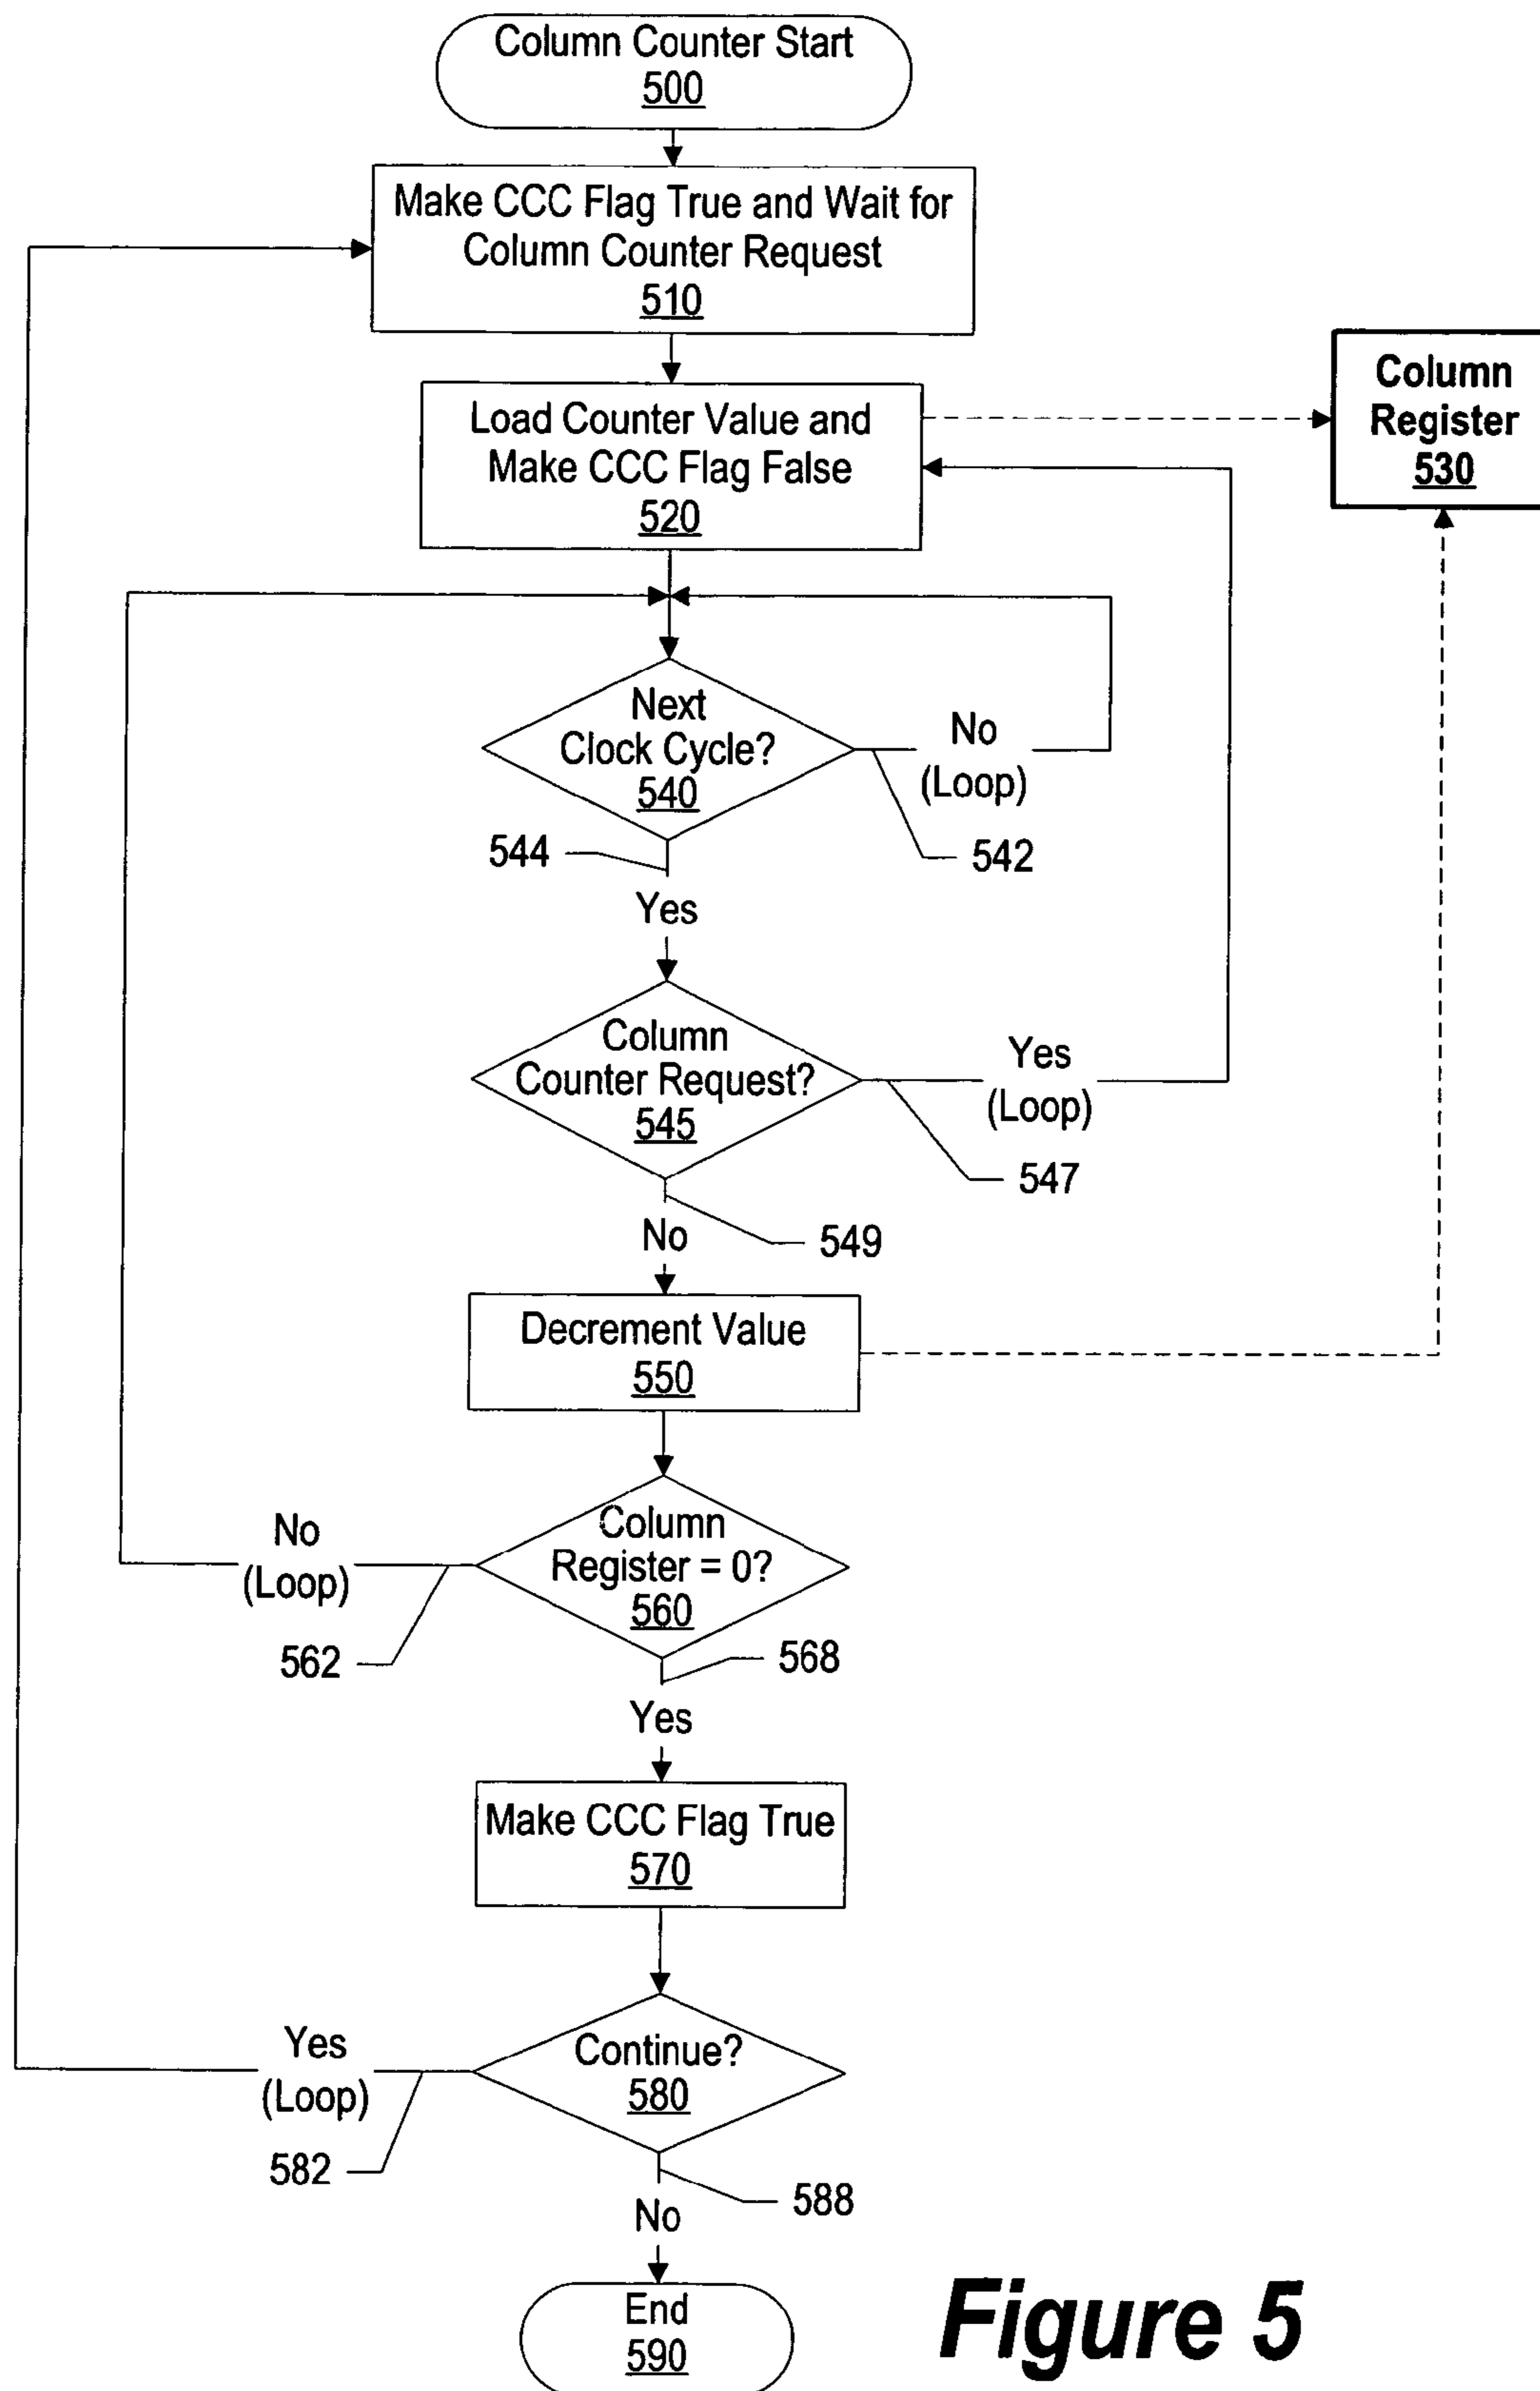 Column Counter Start
500
Make CCC Flag True and Wait for
Column Counter Request
510
Load Counter Value and
Make CCC Flag False
520
Column
Register
530
Next
Clock Cycle?
540
No
(Loop)
544
542
Yes
Column
Counter Request?
545
Yes
(Loop)
547
549
No
Decrement Value
550
Column
Register = 0?
560
No
(Loop)
562
568
Yes
Make CCC Flag True
570
Continue?
580
Yes
(Loop)
582
588
No
End
590
Figure 5